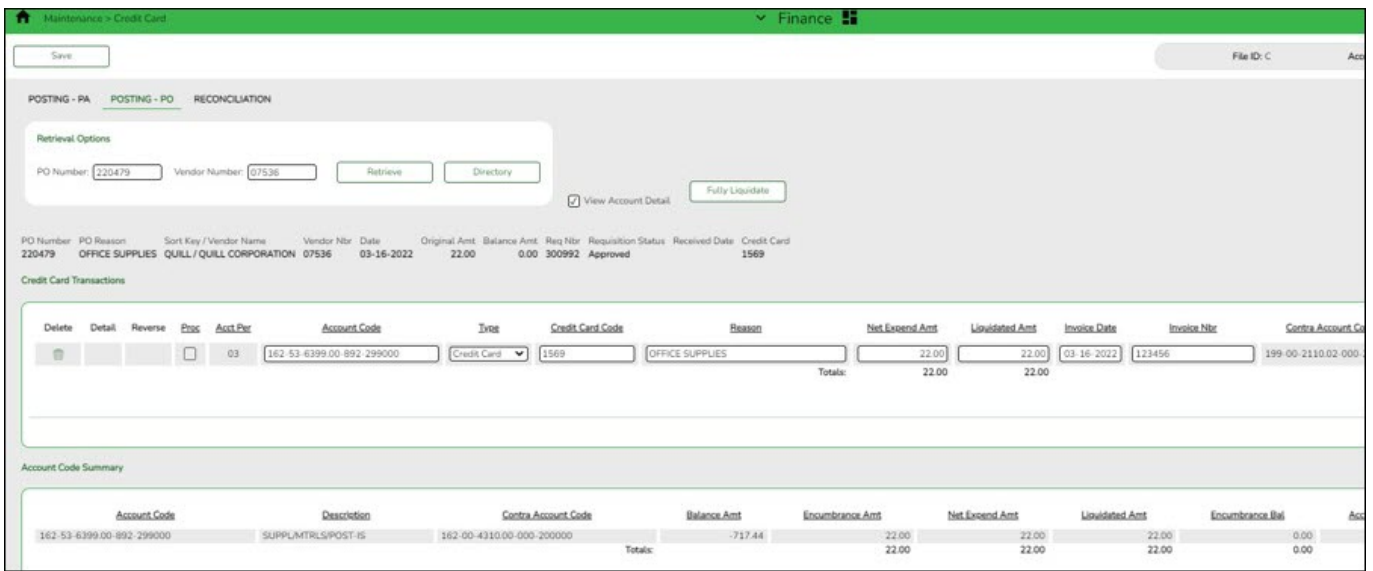 Maintenance > Credit Card Finance
Save File ID: C Acc
POSTING - PA POSTING - PO RECONCILIATION
Retrieval Options
PO Number: 220479 Vendor Number: 07536 Retrieve Directory
View Account Detail Fully Liquidate
PO Number PO Reason Sort Key / Vendor Name Vendor Nbr Date Original Amt Balance Amt Req Nbr Requisition Status Received Date Credit Card
220479 OFFICE SUPPLIES QUILL / QUILL CORPORATION 07536 03-16-2022 22.00 0.00 300992 Approved 1569
Credit Card Transactions
Delete Detail Reverse Proc Acct Per Account Code Type Credit Card Code Reason Net Expend Amt Liquidated Amt Invoice Date Invoice Nbr Contra Account Co
03 162-53-6399.00-892-299000 Credit Card 1569 OFFICE SUPPLIES 22.00 22.00 03-16-2022 123456 199-00-2110.02-000-
Totals: 22.00 22.00
Account Code Summary
Account Code Description Contra Account Code Balance Amt Encumbrance Amt Net Expend Amt Liquidated Amt Encumbrance Bal Acc
162-53-6399.00-892-299000 SUPPL/MTRLS/POST-IS 162-00-4310.00-000-200000 -717.44 22.00 22.00 22.00 0.00
Totals: 22.00 22.00 22.00 0.00